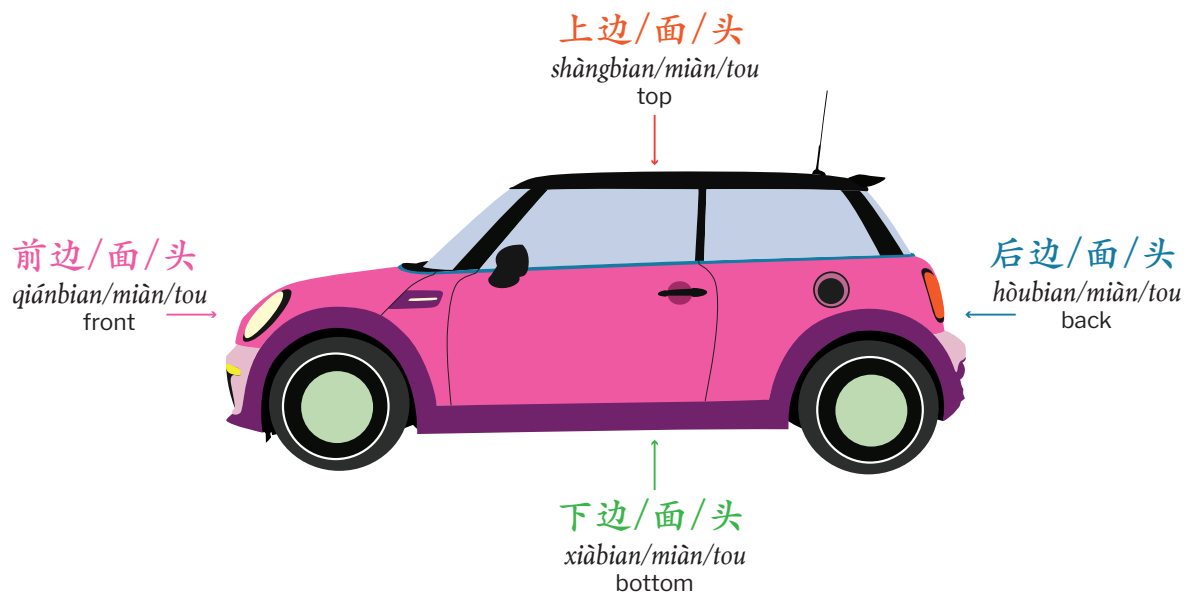 上边/面/头
shàngbian/miàn/tou
top
前边/面/头
qiánbian/miàn/tou
front
后边/面/头
hòubian/miàn/tou
back
下边/面/头
xiàbian/miàn/tou
bottom